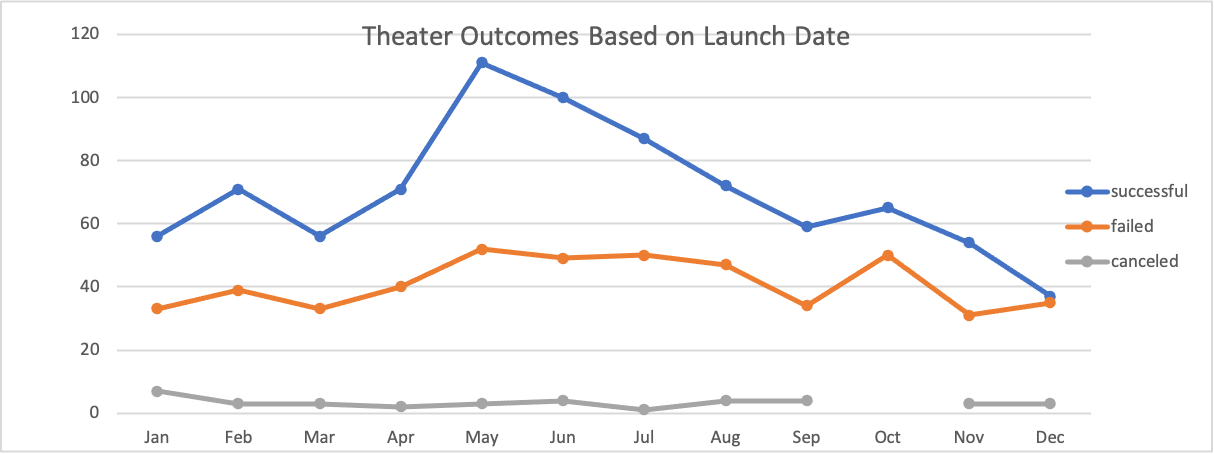 Theater Outcomes Based on Launch Date
120
100
80
60
40
20
0
Jan Feb Mar Apr May Jun Jul Aug Sep Oct Nov Dec
successful
failed
canceled